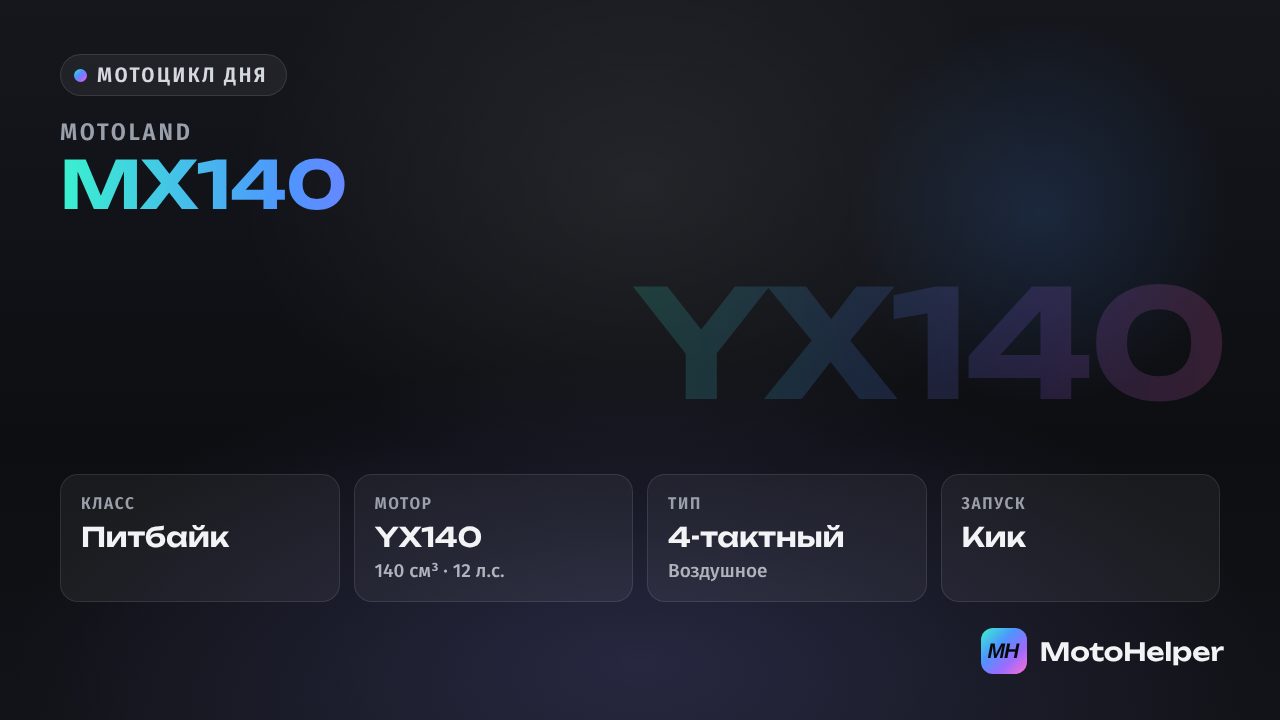 МОТОЦИКЛ ДНЯ
MOTOLAND
MX140
YX140
КЛАСС
Питбайк
МОТОР
YX140
140 см³ · 12 л.с.
ТИП
4-тактный
Воздушное
ЗАПУСК
Кик
MH MotoHelper